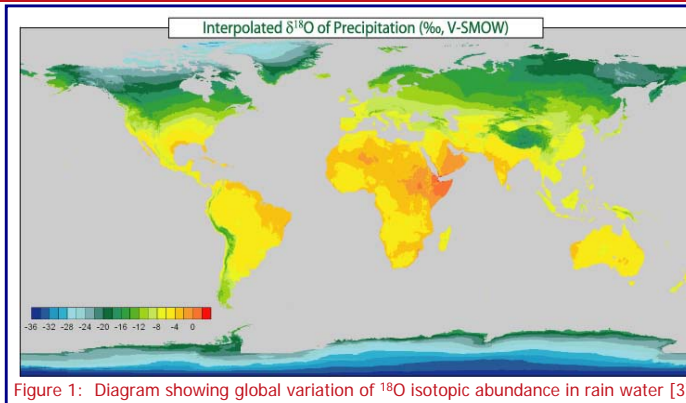 Interpolated δ¹⁸O of Precipitation (‰, V-SMOW)
-36 -32 -28 -24 -20 -16 -12 -8 -4 0
Figure 1: Diagram showing global variation of ¹⁸O isotopic abundance in rain water [3